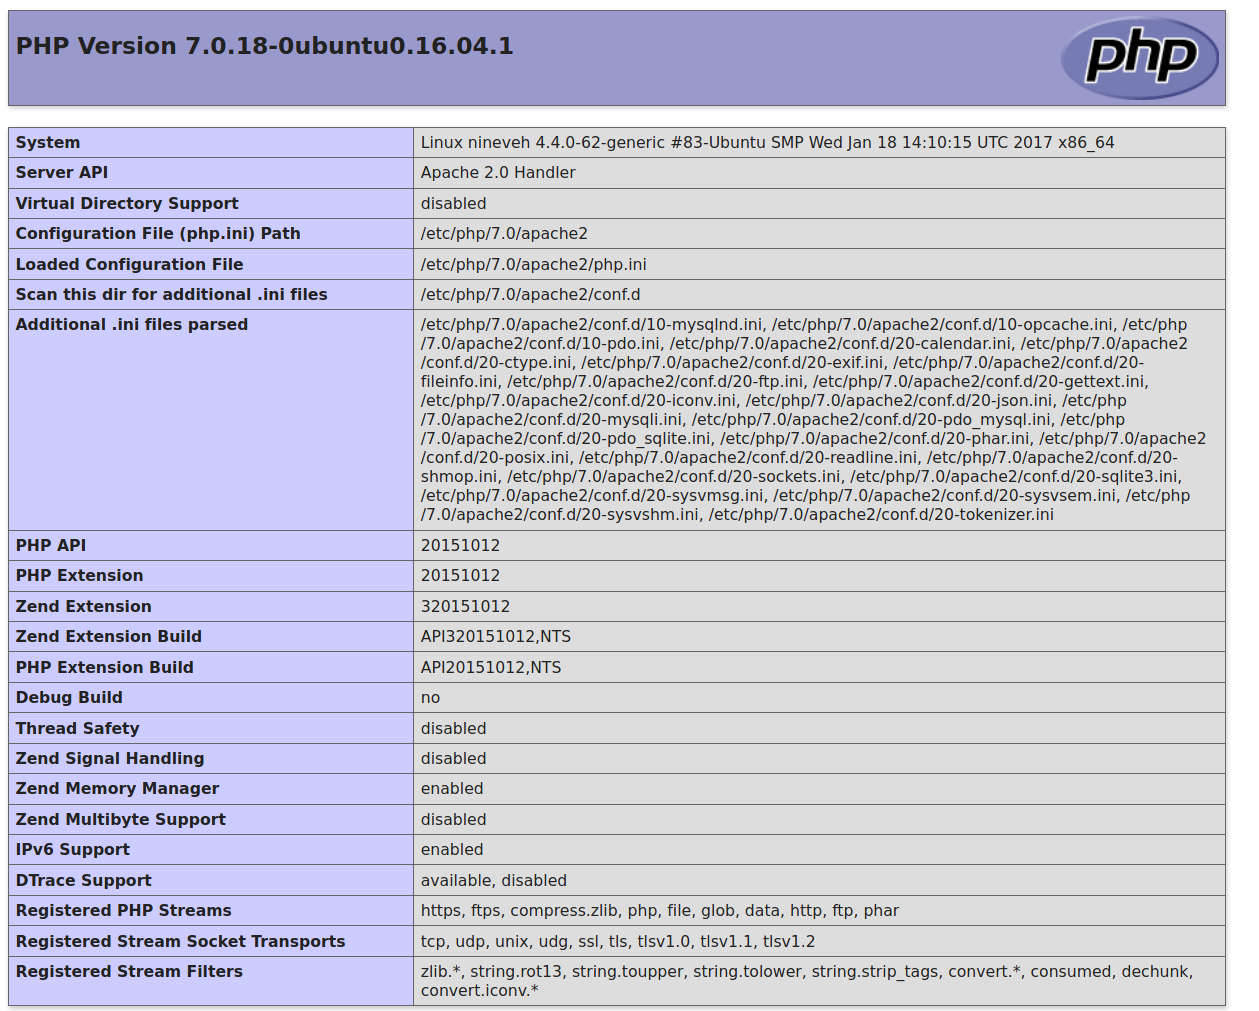 PHP Version 7.0.18-0ubuntu0.16.04.1
php
System Linux nineveh 4.4.0-62-generic #83-Ubuntu SMP Wed Jan 18 14:10:15 UTC 2017 x86_64
Server API Apache 2.0 Handler
Virtual Directory Support disabled
Configuration File (php.ini) Path /etc/php/7.0/apache2
Loaded Configuration File /etc/php/7.0/apache2/php.ini
Scan this dir for additional .ini files /etc/php/7.0/apache2/conf.d
Additional .ini files parsed /etc/php/7.0/apache2/conf.d/10-mysqlnd.ini, /etc/php/7.0/apache2/conf.d/10-opcache.ini, /etc/php
/7.0/apache2/conf.d/10-pdo.ini, /etc/php/7.0/apache2/conf.d/20-calendar.ini, /etc/php/7.0/apache2
/conf.d/20-ctype.ini, /etc/php/7.0/apache2/conf.d/20-exif.ini, /etc/php/7.0/apache2/conf.d/20-
fileinfo.ini, /etc/php/7.0/apache2/conf.d/20-ftp.ini, /etc/php/7.0/apache2/conf.d/20-gettext.ini,
/etc/php/7.0/apache2/conf.d/20-iconv.ini, /etc/php/7.0/apache2/conf.d/20-json.ini, /etc/php
/7.0/apache2/conf.d/20-mysqli.ini, /etc/php/7.0/apache2/conf.d/20-pdo_mysql.ini, /etc/php
/7.0/apache2/conf.d/20-pdo_sqlite.ini, /etc/php/7.0/apache2/conf.d/20-phar.ini, /etc/php/7.0/apache2
/conf.d/20-posix.ini, /etc/php/7.0/apache2/conf.d/20-readline.ini, /etc/php/7.0/apache2/conf.d/20-
shmop.ini, /etc/php/7.0/apache2/conf.d/20-sockets.ini, /etc/php/7.0/apache2/conf.d/20-sqlite3.ini,
/etc/php/7.0/apache2/conf.d/20-sysvmsg.ini, /etc/php/7.0/apache2/conf.d/20-sysvsem.ini, /etc/php
/7.0/apache2/conf.d/20-sysvshm.ini, /etc/php/7.0/apache2/conf.d/20-tokenizer.ini
PHP API 20151012
PHP Extension 20151012
Zend Extension 320151012
Zend Extension Build API320151012,NTS
PHP Extension Build API20151012,NTS
Debug Build no
Thread Safety disabled
Zend Signal Handling disabled
Zend Memory Manager enabled
Zend Multibyte Support disabled
IPv6 Support enabled
DTrace Support available, disabled
Registered PHP Streams https, ftps, compress.zlib, php, file, glob, data, http, ftp, phar
Registered Stream Socket Transports tcp, udp, unix, udg, ssl, tls, tlsv1.0, tlsv1.1, tlsv1.2
Registered Stream Filters zlib.*, string.rot13, string.toupper, string.tolower, string.strip_tags, convert.*, consumed, dechunk,
convert.iconv.*